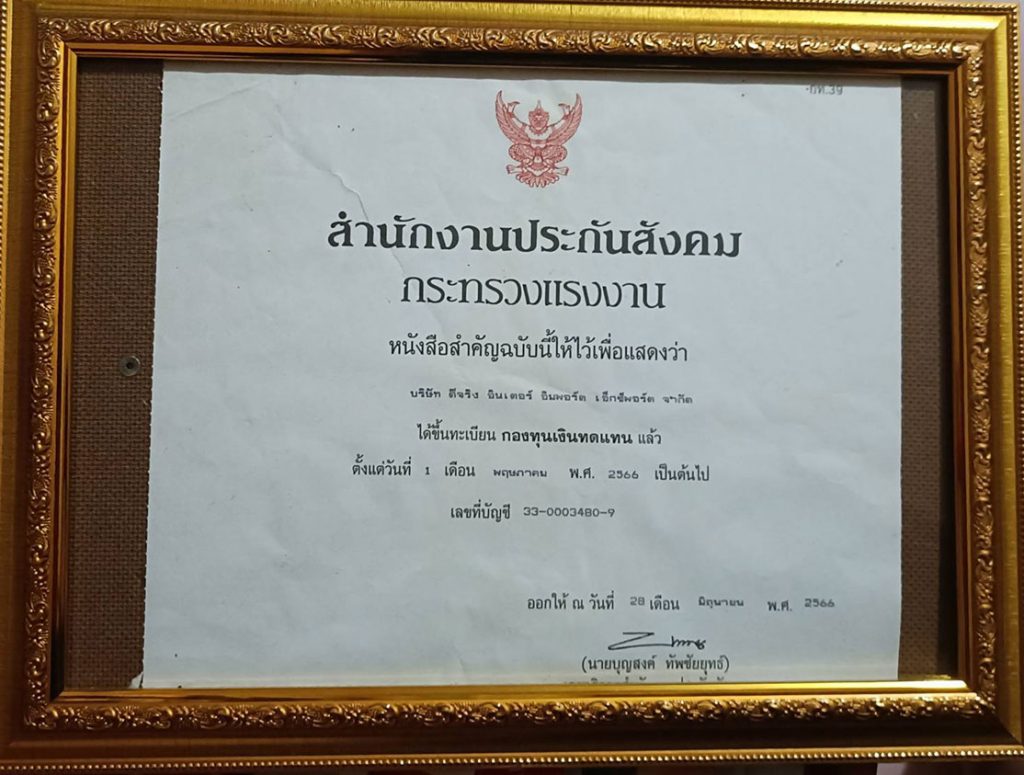 กท.39
สำนักงานประกันสังคม
กระทรวงแรงงาน
หนังสือสำคัญฉบับนี้ให้ไว้เพื่อแสดงว่า
บริษัท ดีจริง อินเตอร์ อิมพอร์ต เอ็กซ์พอร์ต จำกัด
ได้ขึ้นทะเบียน กองทุนเงินทดแทน แล้ว
ตั้งแต่วันที่ 1 เดือน พฤษภาคม พ.ศ. 2566 เป็นต้นไป
เลขที่บัญชี 33-0003480-9
ออกให้ ณ วันที่ 28 เดือน มิถุนายน พ.ศ. 2566
(นายบุญสงค์ ทัพชัยยุทธ์)